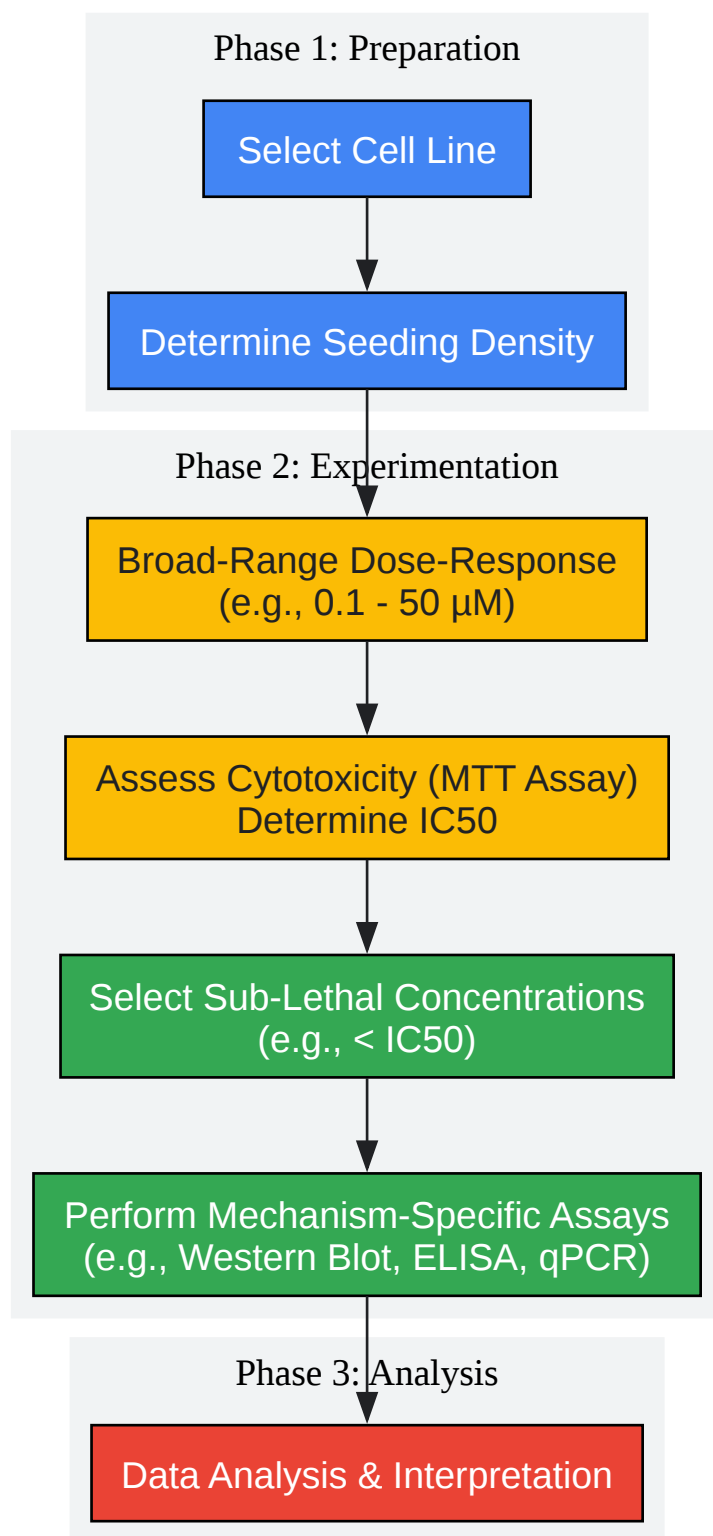 Phase 1: Preparation
Select Cell Line
Determine Seeding Density
Phase 2: Experimentation
Broad-Range Dose-Response
(e.g., 0.1 - 50 µM)
Assess Cytotoxicity (MTT Assay)
Determine IC50
Select Sub-Lethal Concentrations
(e.g., < IC50)
Perform Mechanism-Specific Assays
(e.g., Western Blot, ELISA, qPCR)
Phase 3: Analysis
Data Analysis & Interpretation